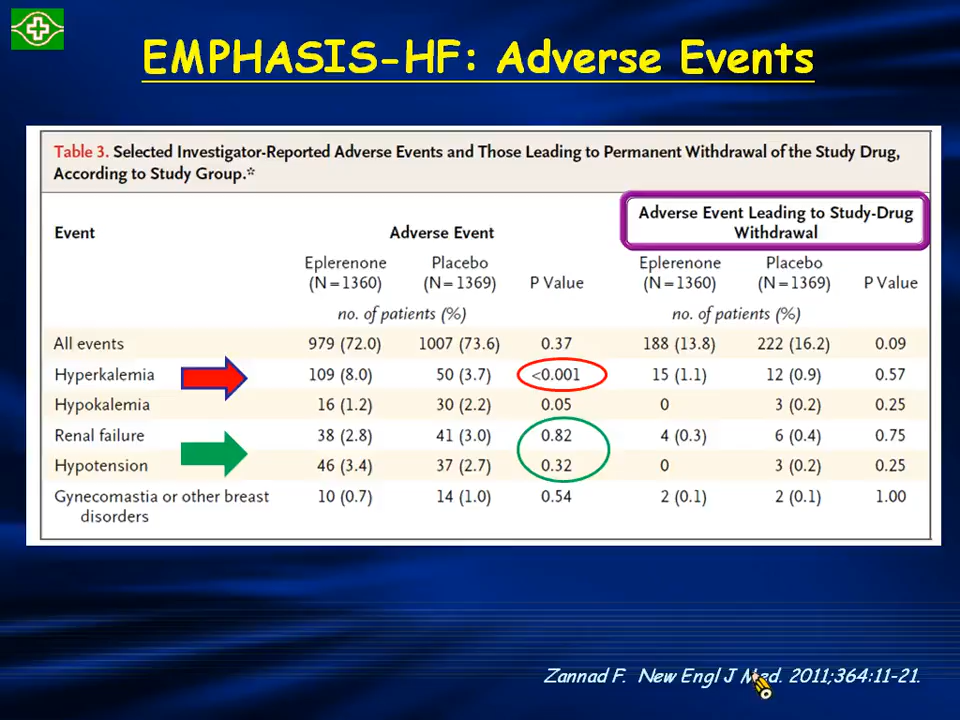 EMPHASIS-HF: Adverse Events
Table 3. Selected Investigator-Reported Adverse Events and Those Leading to Permanent Withdrawal of the Study Drug,
According to Study Group.*
Event Adverse Event Adverse Event Leading to Study-Drug
Withdrawal
Eplerenone Placebo Eplerenone Placebo
(N=1360) (N=1369) P Value (N=1360) (N=1369) P Value
no. of patients (%) no. of patients (%)
All events 979 (72.0) 1007 (73.6) 0.37 188 (13.8) 222 (16.2) 0.09
Hyperkalemia 109 (8.0) 50 (3.7) <0.001 15 (1.1) 12 (0.9) 0.57
Hypokalemia 16 (1.2) 30 (2.2) 0.05 0 3 (0.2) 0.25
Renal failure 38 (2.8) 41 (3.0) 0.82 4 (0.3) 6 (0.4) 0.75
Hypotension 46 (3.4) 37 (2.7) 0.32 0 3 (0.2) 0.25
Gynecomastia or other breast 10 (0.7) 14 (1.0) 0.54 2 (0.1) 2 (0.1) 1.00
disorders
Zannad F. New Engl J Med. 2011;364:11-21.